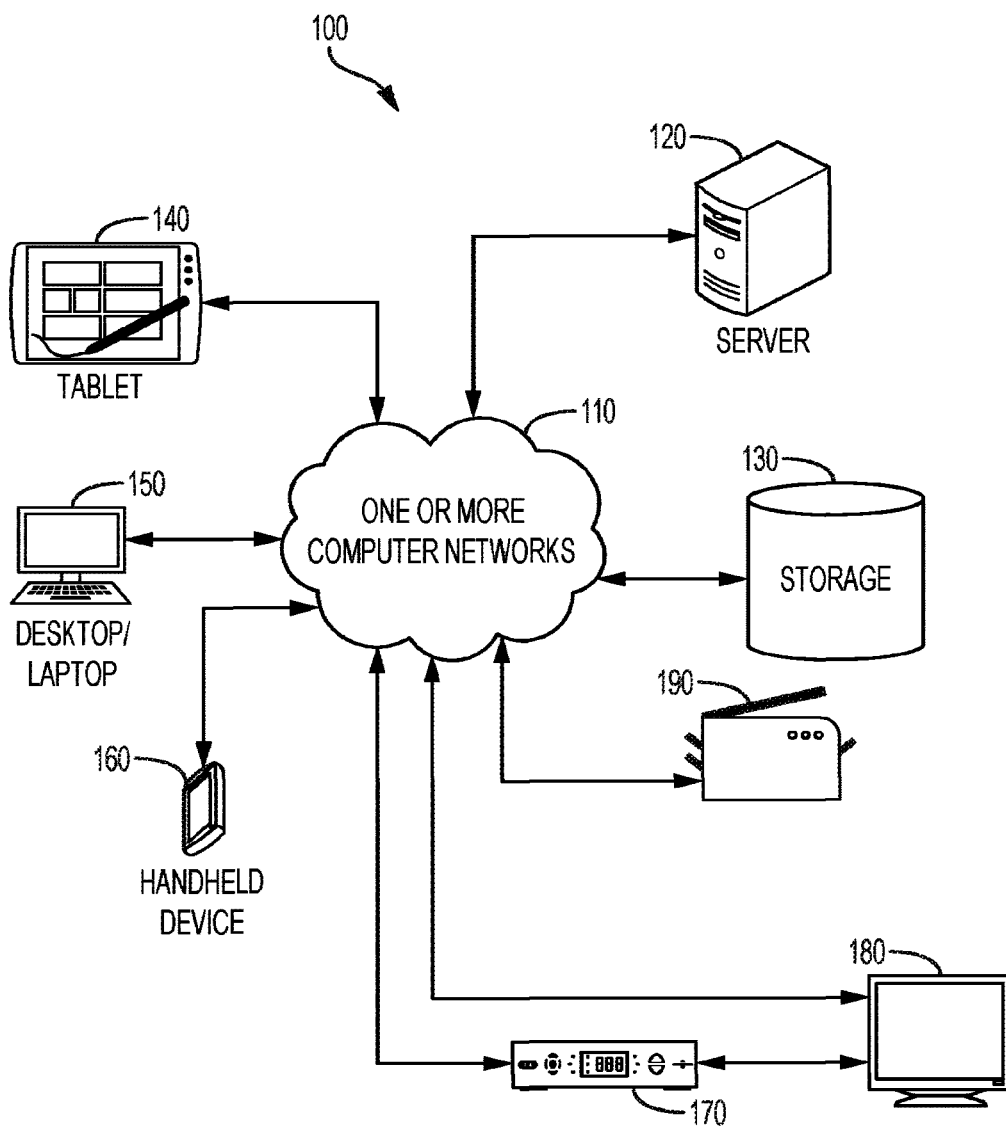 100
120
SERVER
140
TABLET
110
ONE OR MORE
COMPUTER NETWORKS
130
STORAGE
150
DESKTOP/
LAPTOP
190
160
HANDHELD
DEVICE
180
888
170